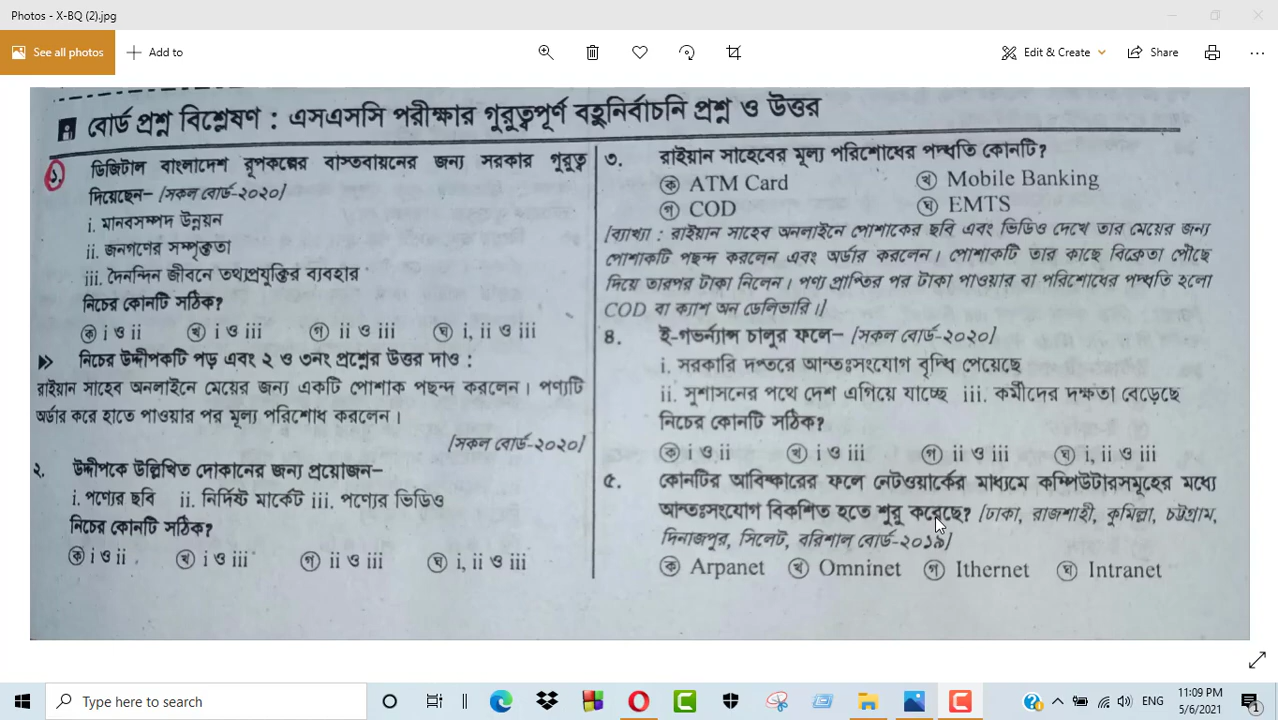 Photos - X-BQ (2).jpg
See all photos
Add to
Edit & Create
Share
বোর্ড প্রশ্ন বিশ্লেষণ : এসএসসি পরীক্ষার গুরুত্বপূর্ণ বহুনির্বাচনি প্রশ্ন ও উত্তর
১. ডিজিটাল বাংলাদেশ রূপকল্পের বাস্তবায়নের জন্য সরকার গুরুত্ব
দিয়েছেন– [সকল বোর্ড-২০২০]
i. মানবসম্পদ উন্নয়ন
ii. জনগণের সম্পৃক্ততা
iii. দৈনন্দিন জীবনে তথ্যপ্রযুক্তির ব্যবহার
নিচের কোনটি সঠিক?
ক i ও ii খ i ও iii গ ii ও iii ঘ i, ii ও iii
নিচের উদ্দীপকটি পড় এবং ২ ও ৩নং প্রশ্নের উত্তর দাও :
রাইয়ান সাহেব অনলাইনে মেয়ের জন্য একটি পোশাক পছন্দ করলেন। পণ্যটি
অর্ডার করে হাতে পাওয়ার পর মূল্য পরিশোধ করলেন।
[সকল বোর্ড-২০২০]
২. উদ্দীপকে উল্লিখিত দোকানের জন্য প্রয়োজন–
i. পণ্যের ছবি ii. নির্দিষ্ট মার্কেট iii. পণ্যের ভিডিও
নিচের কোনটি সঠিক?
ক i ও ii খ i ও iii গ ii ও iii ঘ i, ii ও iii
৩. রাইয়ান সাহেবের মূল্য পরিশোধের পদ্ধতি কোনটি?
ক ATM Card খ Mobile Banking
গ COD ঘ EMTS
[ব্যাখ্যা : রাইয়ান সাহেব অনলাইনে পোশাকের ছবি এবং ভিডিও দেখে তার মেয়ের জন্য
পোশাকটি পছন্দ করলেন এবং অর্ডার করলেন। পোশাকটি তার কাছে বিক্রেতা পৌছে
দিয়ে তারপর টাকা নিলেন। পণ্য প্রাপ্তির পর টাকা পাওয়ার বা পরিশোধের পদ্ধতি হলো
COD বা ক্যাশ অন ডেলিভারি।]
৪. ই-গভর্ন্যান্স চালুর ফলে– [সকল বোর্ড-২০২০]
i. সরকারি দপ্তরে আন্তঃসংযোগ বৃদ্ধি পেয়েছে
ii. সুশাসনের পথে দেশ এগিয়ে যাচ্ছে iii. কর্মীদের দক্ষতা বেড়েছে
নিচের কোনটি সঠিক?
ক i ও ii খ i ও iii গ ii ও iii ঘ i, ii ও iii
৫. কোনটির আবিষ্কারের ফলে নেটওয়ার্কের মাধ্যমে কম্পিউটারসমূহের মধ্যে
আন্তঃসংযোগ বিকশিত হতে শুরু করেছে? [ঢাকা, রাজশাহী, কুমিল্লা, চট্টগ্রাম,
দিনাজপুর, সিলেট, বরিশাল বোর্ড-২০১৯]
ক Arpanet খ Omninet গ Ithernet ঘ Intranet
Type here to search
ENG
11:09 PM
5/6/2021
1